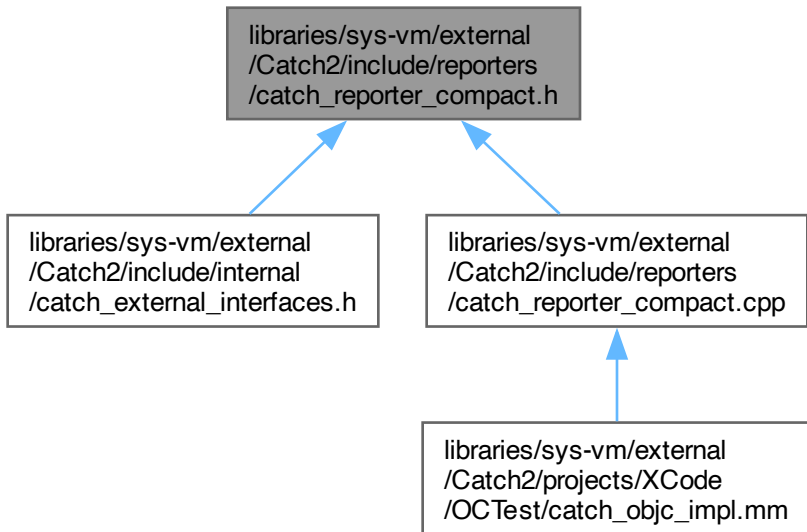 libraries/sys-vm/external
/Catch2/include/reporters
/catch_reporter_compact.h
libraries/sys-vm/external
/Catch2/include/internal
/catch_external_interfaces.h
libraries/sys-vm/external
/Catch2/include/reporters
/catch_reporter_compact.cpp
libraries/sys-vm/external
/Catch2/projects/XCode
/OCTest/catch_objc_impl.mm